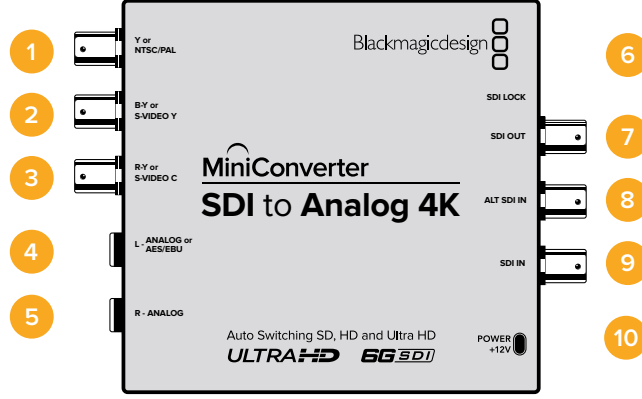 1
Y or
NTSC/PAL
2
B-Y or
S-VIDEO Y
3
R-Y or
S-VIDEO C
4
L - ANALOG or
AES/EBU
5
R - ANALOG
Blackmagicdesign
MiniConverter
SDI to Analog 4K
Auto Switching SD, HD and Ultra HD
ULTRA HD 6G SDI
6
SDI LOCK
7
SDI OUT
8
ALT SDI IN
9
SDI IN
10
POWER
+12V